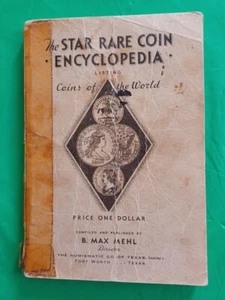 The STAR RARE COIN
• ENCYCLOPEDIA •
LISTING
Coins of the World
PRICE ONE DOLLAR
COMPILED AND PUBLISHED BY
B. MAX MEHL
Director
THE NUMISMATIC CO. OF TEXAS
FORT WORTH TEXAS